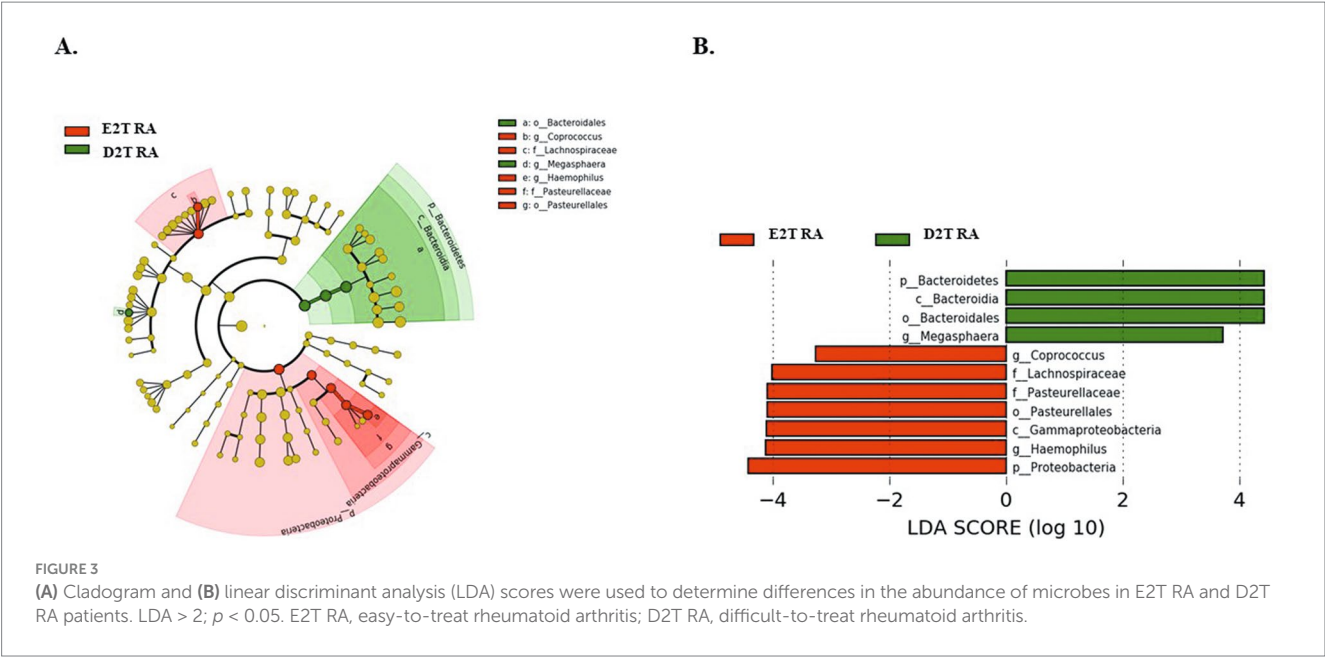 A.
B.
E2T RA
D2T RA
a: o__Bacteroidales
b: g__Coprococcus
c: f__Lachnospiraceae
d: g__Megasphaera
e: g__Haemophilus
f: f__Pasteurellaceae
g: o__Pasteurellales
c
b
d
p__Bacteroidetes
c__Bacteroidia
a
e
f
g
c__Gammaproteobacteria
p__Proteobacteria
E2T RA D2T RA
p__Bacteroidetes
c__Bacteroidia
o__Bacteroidales
g__Megasphaera
g__Coprococcus
f__Lachnospiraceae
f__Pasteurellaceae
o__Pasteurellales
c__Gammaproteobacteria
g__Haemophilus
p__Proteobacteria
−4 −2 0 2 4
LDA SCORE (log 10)
FIGURE 3
(A) Cladogram and (B) linear discriminant analysis (LDA) scores were used to determine differences in the abundance of microbes in E2T RA and D2T
RA patients. LDA > 2; p < 0.05. E2T RA, easy-to-treat rheumatoid arthritis; D2T RA, difficult-to-treat rheumatoid arthritis.